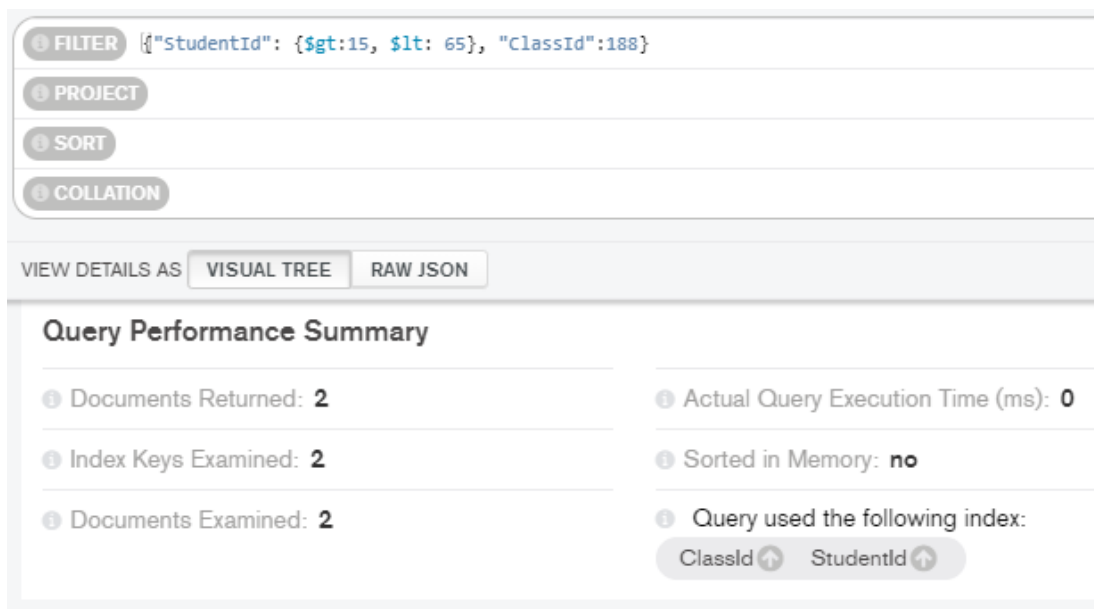 FILTER {"StudentId": {$gt:15, $lt: 65}, "ClassId":188}
PROJECT
SORT
COLLATION
VIEW DETAILS AS VISUAL TREE RAW JSON
Query Performance Summary
Documents Returned: 2
Actual Query Execution Time (ms): 0
Index Keys Examined: 2
Sorted in Memory: no
Documents Examined: 2
Query used the following index:
ClassId StudentId